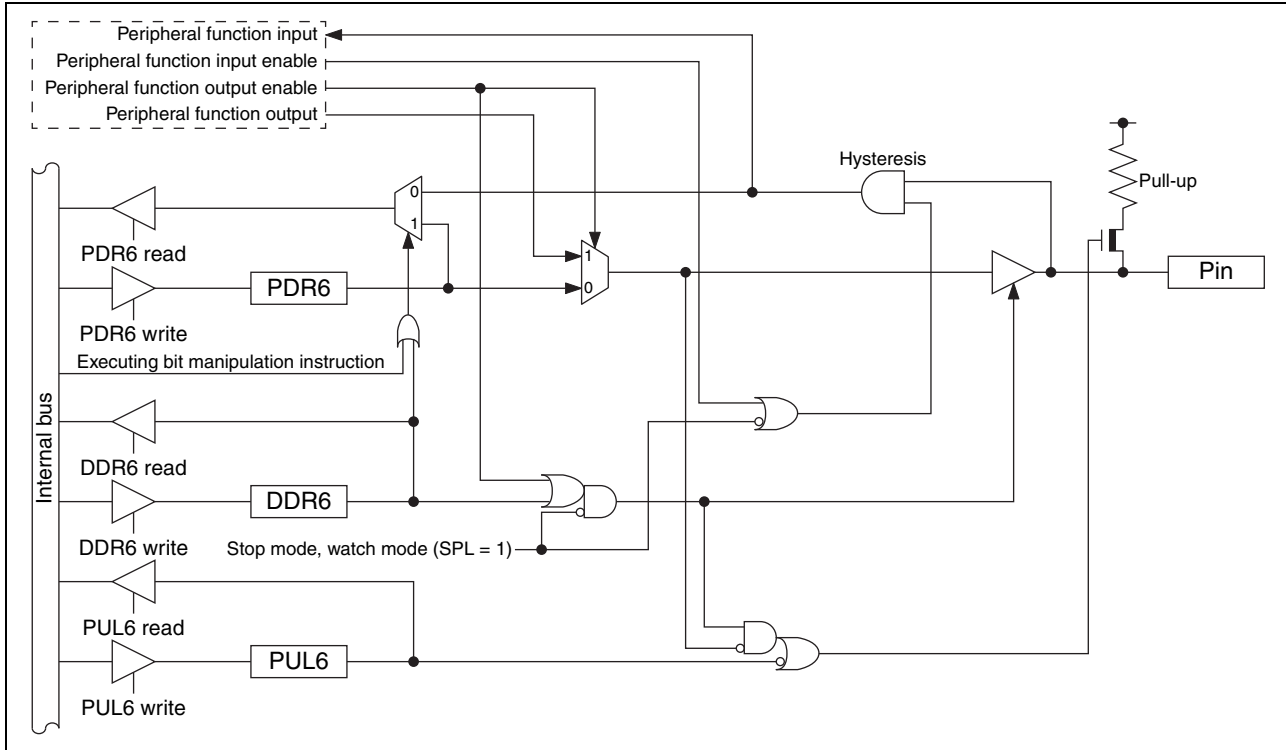 Peripheral function input
Peripheral function input enable
Peripheral function output enable
Peripheral function output
Hysteresis
Pull-up
0
1
PDR6 read
1
0
Pin
PDR6
PDR6 write
Executing bit manipulation instruction
Internal bus
DDR6 read
DDR6
DDR6 write
Stop mode, watch mode (SPL = 1)
PUL6 read
PUL6
PUL6 write